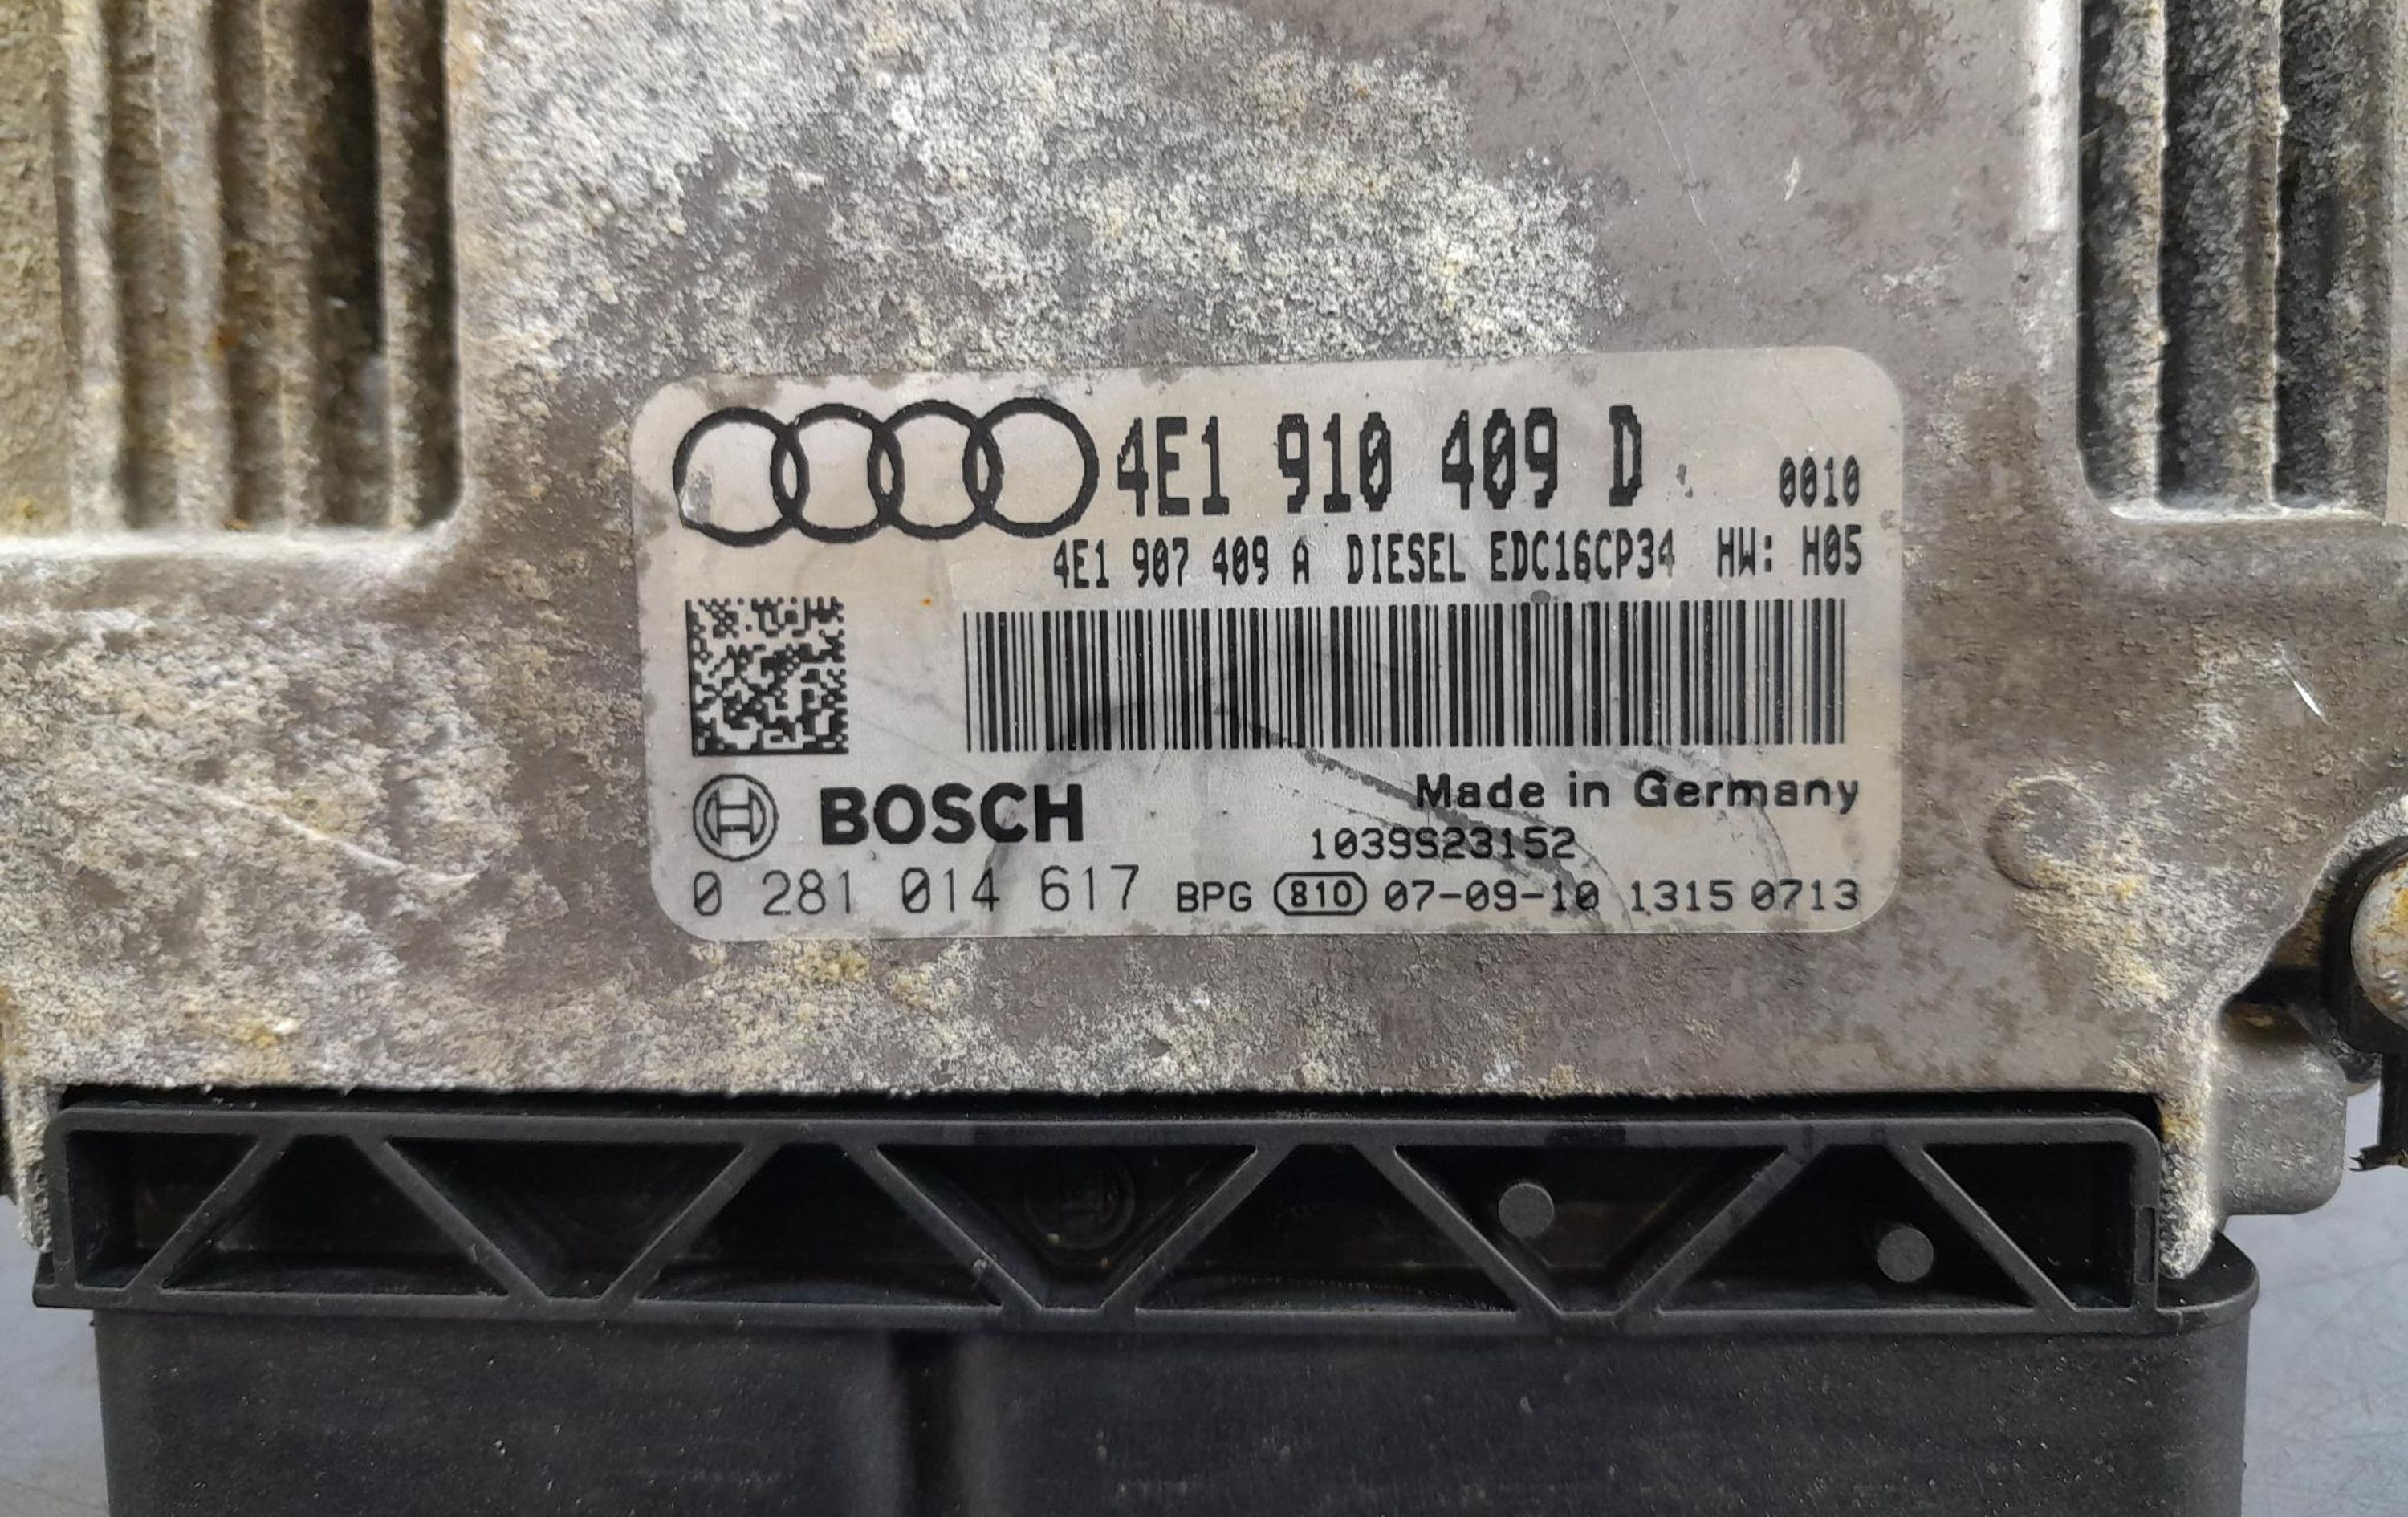 4E1 910 409 D 0010
4E1 907 409 A DIESEL EDC16CP34 HW: H05
BOSCH
Made in Germany
1039S23152
0 281 014 617 BPG 810 07-09-10 1315 0713